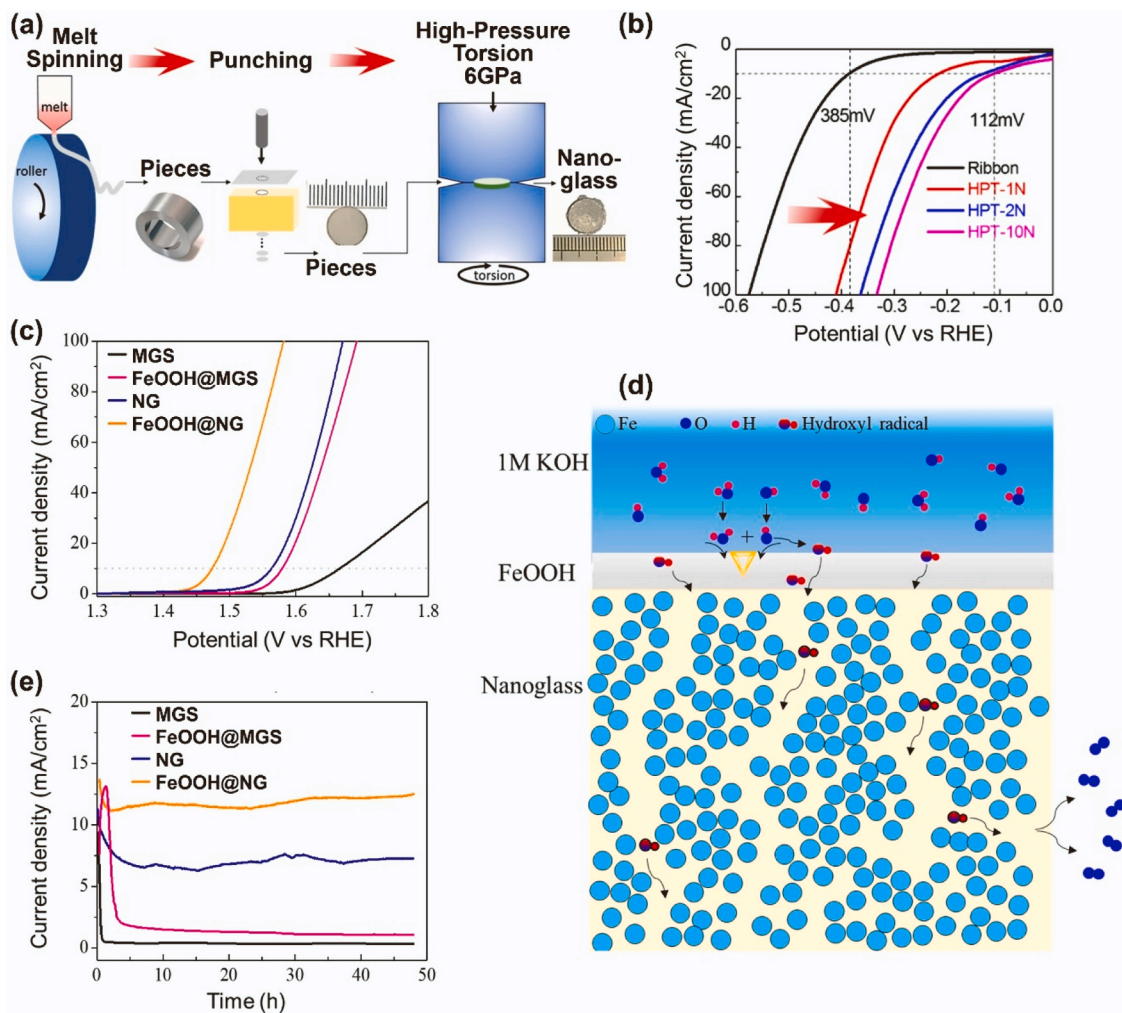 (a)
Melt
Spinning
Punching
High-Pressure
Torsion
6GPa
melt
roller
Pieces
Pieces
Nano-
glass
torsion
(b)
Current density (mA/cm²)
0
-20
-40
-60
-80
100
385mV
112mV
Ribbon
HPT-1N
HPT-2N
HPT-10N
-0.6 -0.5 -0.4 -0.3 -0.2 -0.1 0.0
Potential (V vs RHE)
(c)
Current density (mA/cm²)
100
80
60
40
20
0
MGS
FeOOH@MGS
NG
FeOOH@NG
1.3 1.4 1.5 1.6 1.7 1.8
Potential (V vs RHE)
(d)
Fe O H Hydroxyl radical
1M KOH
+
FeOOH
Nanoglass
(e)
Current density (mA/cm²)
20
15
10
5
0
MGS
FeOOH@MGS
NG
FeOOH@NG
0 10 20 30 40 50
Time (h)